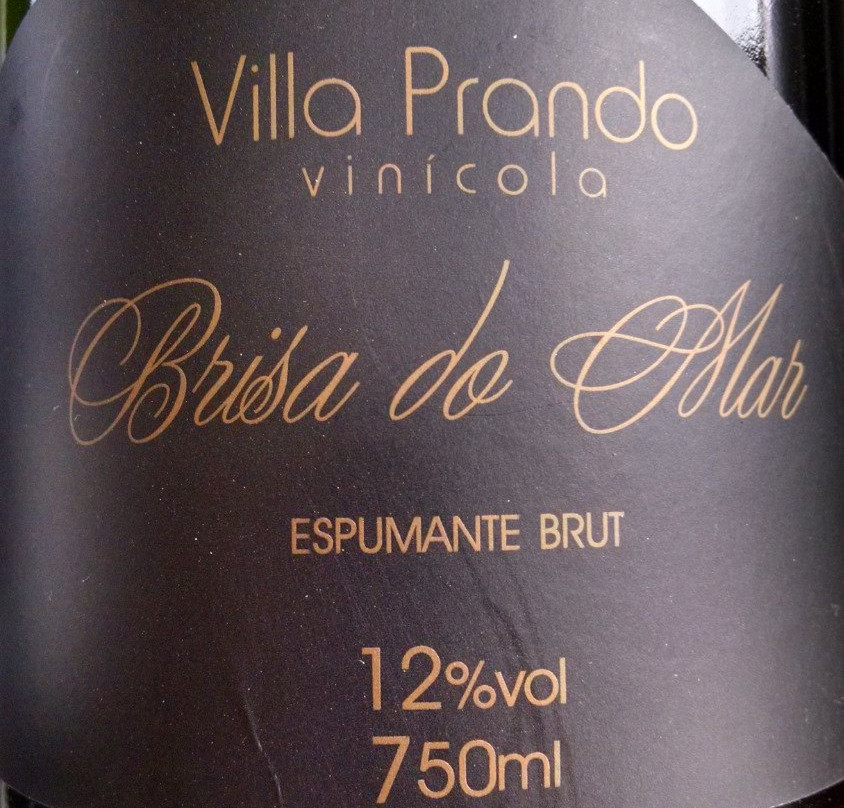 Villa Prando
vinícola
Brisa do Mar
ESPUMANTE BRUT
12%vol
750ml